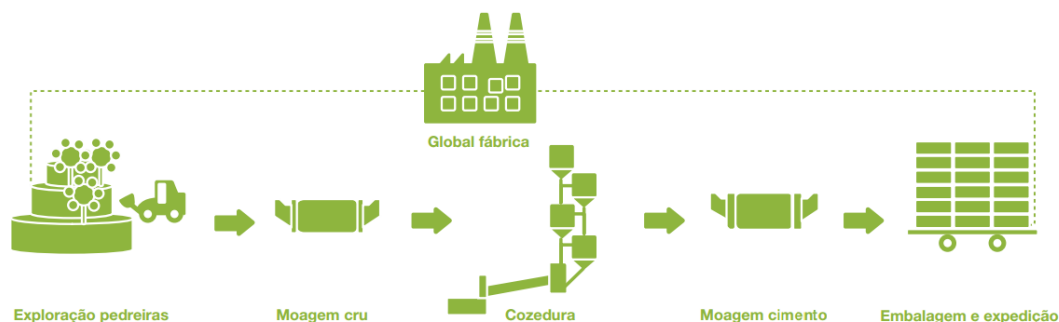 Global fábrica
Exploração pedreiras
Moagem cru
Cozedura
Moagem cimento
Embalagem e expedição